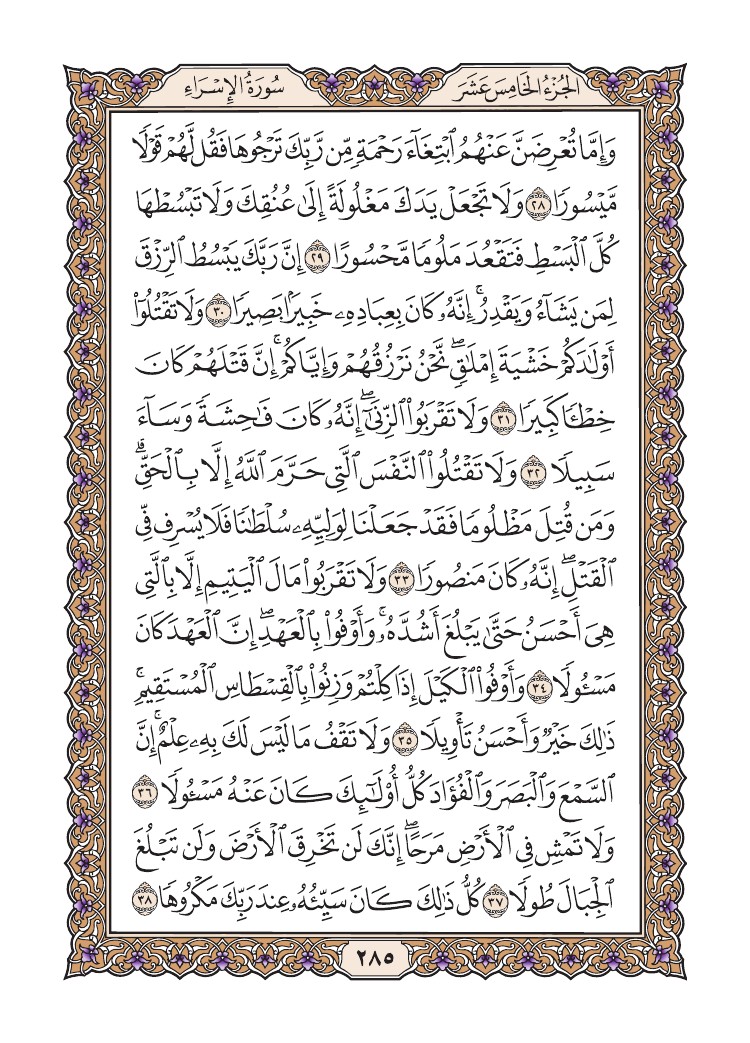 الجُزْءُ الخَامِسَ عَشَرَ
سُورَةُ الإِسْرَاءِ
وَإِمَّا تُعْرِضَنَّ عَنْهُمُ ٱبْتِغَآءَ رَحْمَةٖ مِّن رَّبِّكَ تَرْجُوهَا فَقُل لَّهُمْ قَوْلٗا
مَّيْسُورٗا ٢٨ وَلَا تَجْعَلْ يَدَكَ مَغْلُولَةً إِلَىٰ عُنُقِكَ وَلَا تَبْسُطْهَا
كُلَّ ٱلْبَسْطِ فَتَقْعُدَ مَلُومٗا مَّحْسُورًا ٢٩ إِنَّ رَبَّكَ يَبْسُطُ ٱلرِّزْقَ
لِمَن يَشَآءُ وَيَقْدِرُۚ إِنَّهُۥ كَانَ بِعِبَادِهِۦ خَبِيرَۢا بَصِيرٗا ٣٠ وَلَا تَقْتُلُوٓاْ
أَوْلَٰدَكُمْ خَشْيَةَ إِمْلَٰقٖۖ نَّحْنُ نَرْزُقُهُمْ وَإِيَّاكُمْۚ إِنَّ قَتْلَهُمْ كَانَ
خِطْـٔٗا كَبِيرٗا ٣١ وَلَا تَقْرَبُواْ ٱلزِّنَىٰٓۖ إِنَّهُۥ كَانَ فَٰحِشَةٗ وَسَآءَ
سَبِيلٗا ٣٢ وَلَا تَقْتُلُواْ ٱلنَّفْسَ ٱلَّتِي حَرَّمَ ٱللَّهُ إِلَّا بِٱلْحَقِّۗ
وَمَن قُتِلَ مَظْلُومٗا فَقَدْ جَعَلْنَا لِوَلِيِّهِۦ سُلْطَٰنٗا فَلَا يُسْرِف فِّي
ٱلْقَتْلِۖ إِنَّهُۥ كَانَ مَنصُورٗا ٣٣ وَلَا تَقْرَبُواْ مَالَ ٱلْيَتِيمِ إِلَّا بِٱلَّتِي
هِيَ أَحْسَنُ حَتَّىٰ يَبْلُغَ أَشُدَّهُۥۚ وَأَوْفُواْ بِٱلْعَهْدِۖ إِنَّ ٱلْعَهْدَ كَانَ
مَسْـُٔولٗا ٣٤ وَأَوْفُواْ ٱلْكَيْلَ إِذَا كِلْتُمْ وَزِنُواْ بِٱلْقِسْطَاسِ ٱلْمُسْتَقِيمِۚ
ذَٰلِكَ خَيْرٞ وَأَحْسَنُ تَأْوِيلٗا ٣٥ وَلَا تَقْفُ مَا لَيْسَ لَكَ بِهِۦ عِلْمٌۚ إِنَّ
ٱلسَّمْعَ وَٱلْبَصَرَ وَٱلْفُؤَادَ كُلُّ أُوْلَٰٓئِكَ كَانَ عَنْهُ مَسْـُٔولٗا ٣٦
وَلَا تَمْشِ فِي ٱلْأَرْضِ مَرَحًاۖ إِنَّكَ لَن تَخْرِقَ ٱلْأَرْضَ وَلَن تَبْلُغَ
ٱلْجِبَالَ طُولٗا ٣٧ كُلُّ ذَٰلِكَ كَانَ سَيِّئُهُۥ عِندَ رَبِّكَ مَكْرُوهٗا ٣٨
٢٨٥